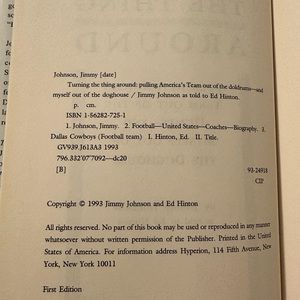 Johnson, Jimmy [date]
Turning the thing around: pulling America's Team out of the doldrums—and
myself out of the doghouse / Jimmy Johnson as told to Ed Hinton.
p. cm.
ISBN 1-56282-725-1
1. Johnson, Jimmy. 2. Football—United States—Coaches—Biography. 3.
Dallas Cowboys (Football team) I. Hinton, Ed. II. Title.
GV939.J613A3 1993
796.332'077'092—dc20
[B] 93-24918
CIP
Copyright © 1993 Jimmy Johnson and Ed Hinton
All rights reserved. No part of this book may be used or reproduced in any manner
whatsoever without written permission of the Publisher. Printed in the United
States of America. For information address Hyperion, 114 Fifth Avenue, New
York, New York 10011
First Edition